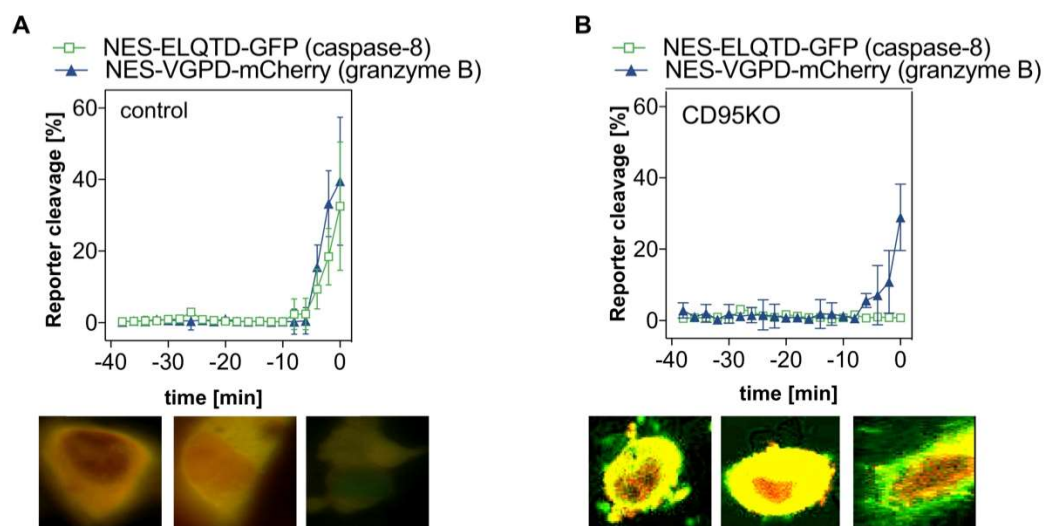 A
NES-ELQTD-GFP (caspase-8)
NES-VGPD-mCherry (granzyme B)
control
Reporter cleavage [%]
60
40
20
0
-40 -30 -20 -10 0
time [min]
B
NES-ELQTD-GFP (caspase-8)
NES-VGPD-mCherry (granzyme B)
CD95KO
Reporter cleavage [%]
60
40
20
0
-40 -30 -20 -10 0
time [min]